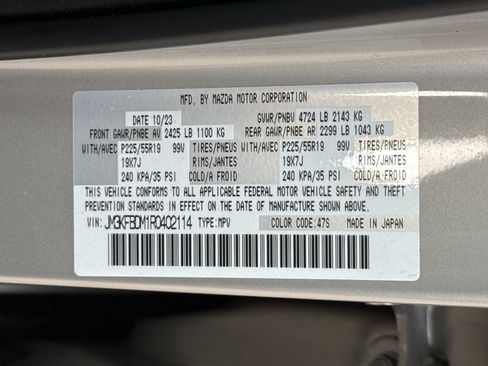 MFD. BY MAZDA MOTOR CORPORATION
DATE 10/23 GVWR/PNBV 4724 LB 2143 KG
FRONT GAWR/PNBE AV 2425 LB 1100 KG REAR GAWR/PNBE AR 2299 LB 1043 KG
WITH/AVEC P225/55R19 99V TIRES/PNEUS WITH/AVEC P225/55R19 99V TIRES/PNEUS
19X7J RIMS/JANTES 19X7J RIMS/JANTES
240 KPA/35 PSI COLD/A FROID 240 KPA/35 PSI COLD/A FROID
THIS VEHICLE CONFORMS TO ALL APPLICABLE FEDERAL MOTOR VEHICLE SAFETY AND THEFT
PREVENTION STANDARDS IN EFFECT ON THE DATE OF MANUFACTURE SHOWN ABOVE.
VIN: JM3KFBDM1R0402114 TYPE: MPV COLOR CODE: 47S MADE IN JAPAN